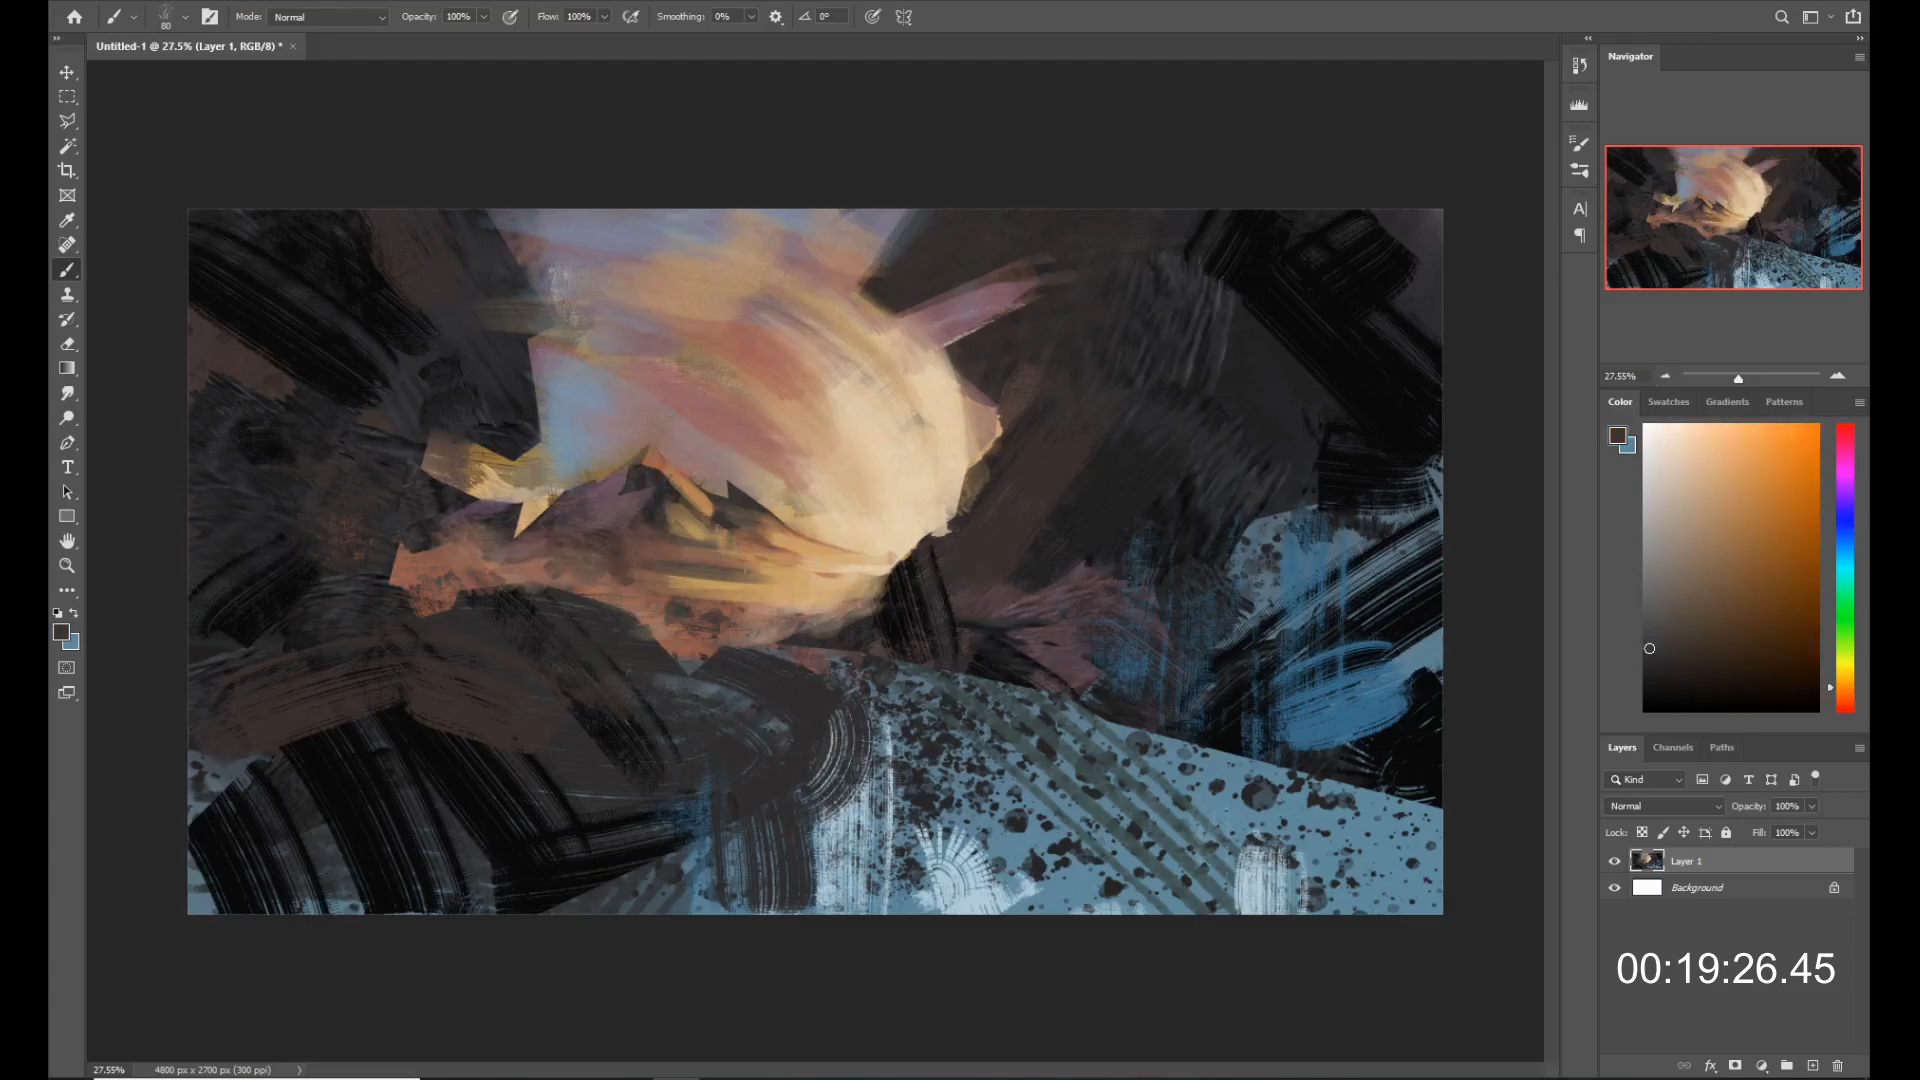 80
Mode: Normal
Opacity: 100%
Flow: 100%
Smoothing: 0%
0°
Untitled-1 @ 27.5% (Layer 1, RGB/8) *
Navigator
27.55%
Color Swatches Gradients Patterns
Layers Channels Paths
Kind
Normal
Opacity: 100%
Lock:
Fill: 100%
Layer 1
Background
00:19:26.45
27.55%
4800 px x 2700 px (300 ppi)